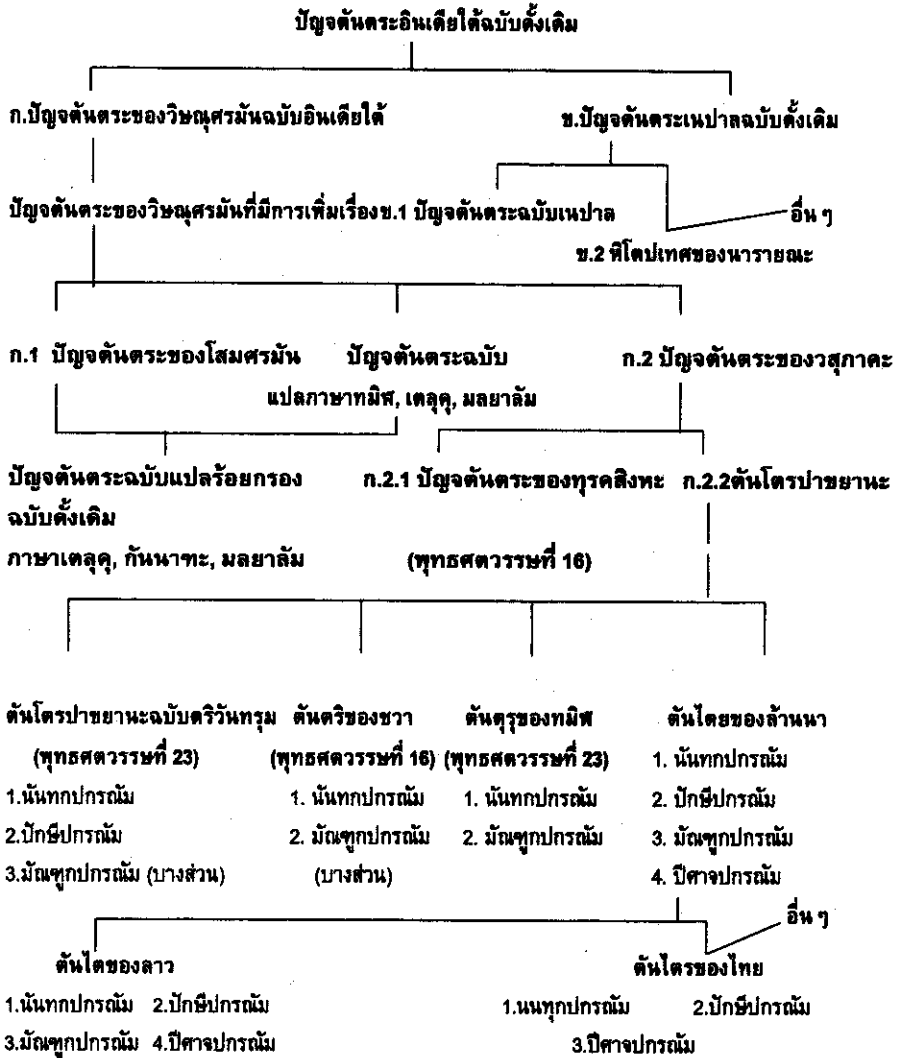 ปัญจตันตระอินเดียใต้ฉบับดั้งเดิม
ก.ปัญจตันตระของวิษณุศรมันฉบับอินเดียใต้ ข.ปัญจตันตระเนปาลฉบับดั้งเดิม
ปัญจตันตระของวิษณุศรมันที่มีการเพิ่มเรื่อง ข.1 ปัญจตันตระฉบับเนปาล อื่น ๆ
ข.2 หิโตปเทศของนารายณะ
ก.1 ปัญจตันตระของโสมศรมัน ปัญจตันตระฉบับ ก.2 ปัญจตันตระของวสุภาคะ
แปลภาษาทมิฬ, เตลุคุ, มลยาลัม
ปัญจตันตระฉบับแปลร้อยกรอง ก.2.1 ปัญจตันตระของทุรคสิงหะ ก.2.2ตันโตรปาขยานะ
ฉบับดั้งเดิม
ภาษาเตลุคุ, กันนาฑะ, มลยาลัม (พุทธศตวรรษที่ 16)
ตันโตรปาขยานะฉบับตริวันทรุม ตันตริของชวา ตันตุรุของทมิฬ ตันไตยของล้านนา
(พุทธศตวรรษที่ 23) (พุทธศตวรรษที่ 16) (พุทธศตวรรษที่ 23) 1. นันทกปกรณัม
1.นันทกปกรณัม 1. นันทกปกรณัม 1. นันทกปกรณัม 2. ปักษีปกรณัม
2.ปักษีปกรณัม 2. มัณฑูกปกรณัม 2. มัณฑูกปกรณัม 3. มัณฑูกปกรณัม
3.มัณฑูกปกรณัม (บางส่วน) (บางส่วน) 4. ปีศาจปกรณัม
อื่น ๆ
ตันไตของลาว ตันไตรของไทย
1.นันทกปกรณัม 2.ปักษีปกรณัม 1.นนทุกปกรณัม 2.ปักษีปกรณัม
3.มัณฑูกปกรณัม 4.ปีศาจปกรณัม 3.ปีศาจปกรณัม